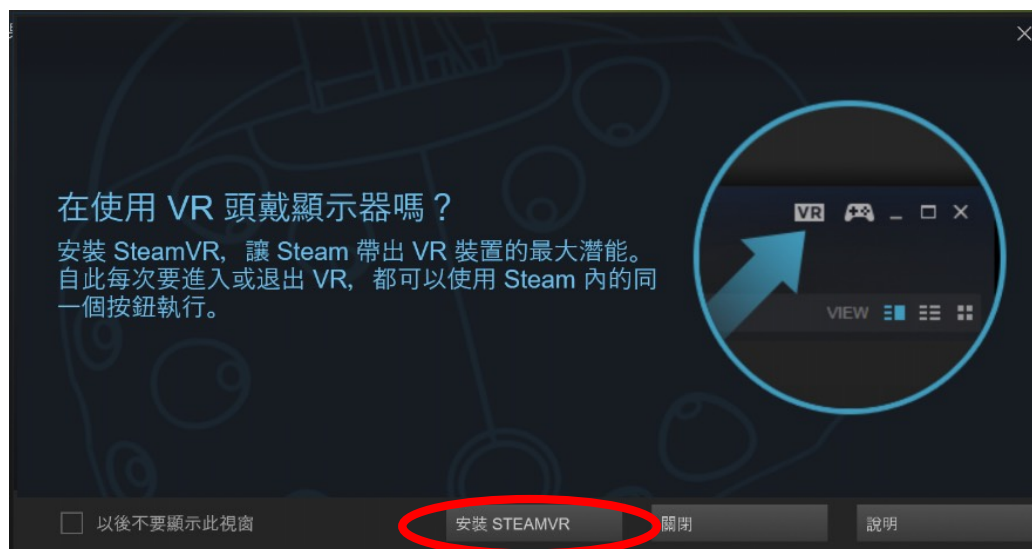 在使用 VR 頭戴顯示器嗎？
安裝 SteamVR，讓 Steam 帶出 VR 裝置的最大潛能。
自此每次要進入或退出 VR，都可以使用 Steam 內的同
一個按鈕執行。
VR
VIEW
以後不要顯示此視窗
安裝 STEAMVR
關閉
說明